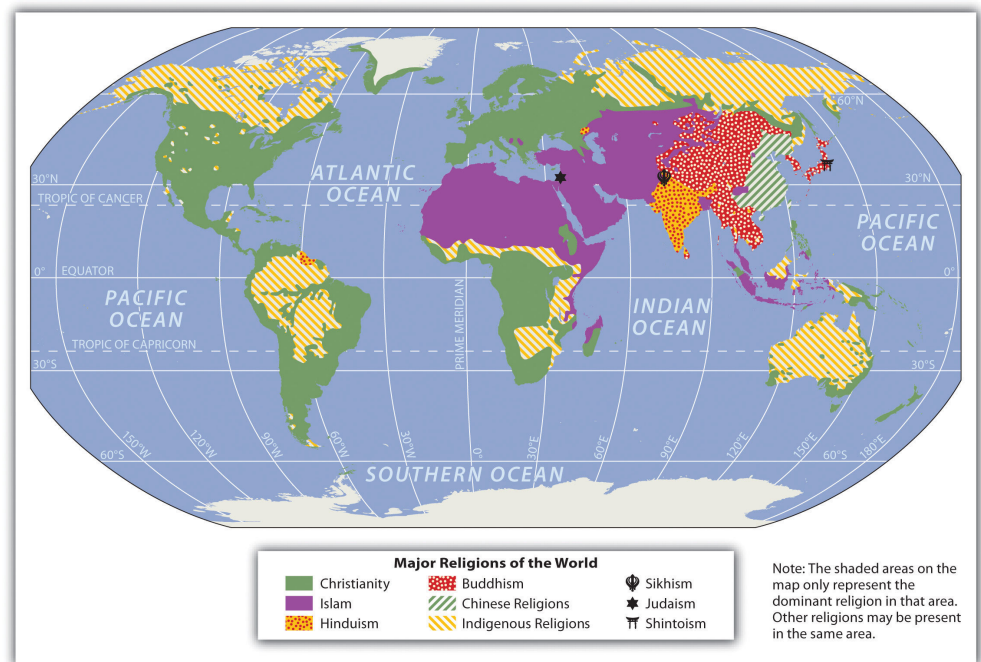 60°N
ATLANTIC
OCEAN
30°N
30°N
TROPIC OF CANCER
PACIFIC
OCEAN
0°
EQUATOR
0°
PACIFIC
OCEAN
PRIME MERIDIAN
INDIAN
OCEAN
TROPIC OF CAPRICORN
30°S
30°S
150°W
120°W
90°W
60°W
30°W
0°
30°E
60°E
90°E
120°E
150°E
180°E
60°S
60°S
SOUTHERN OCEAN
Major Religions of the World
Christianity
Islam
Hinduism
Buddhism
Chinese Religions
Indigenous Religions
Sikhism
Judaism
Shintoism
Note: The shaded areas on the
map only represent the
dominant religion in that area.
Other religions may be present
in the same area.